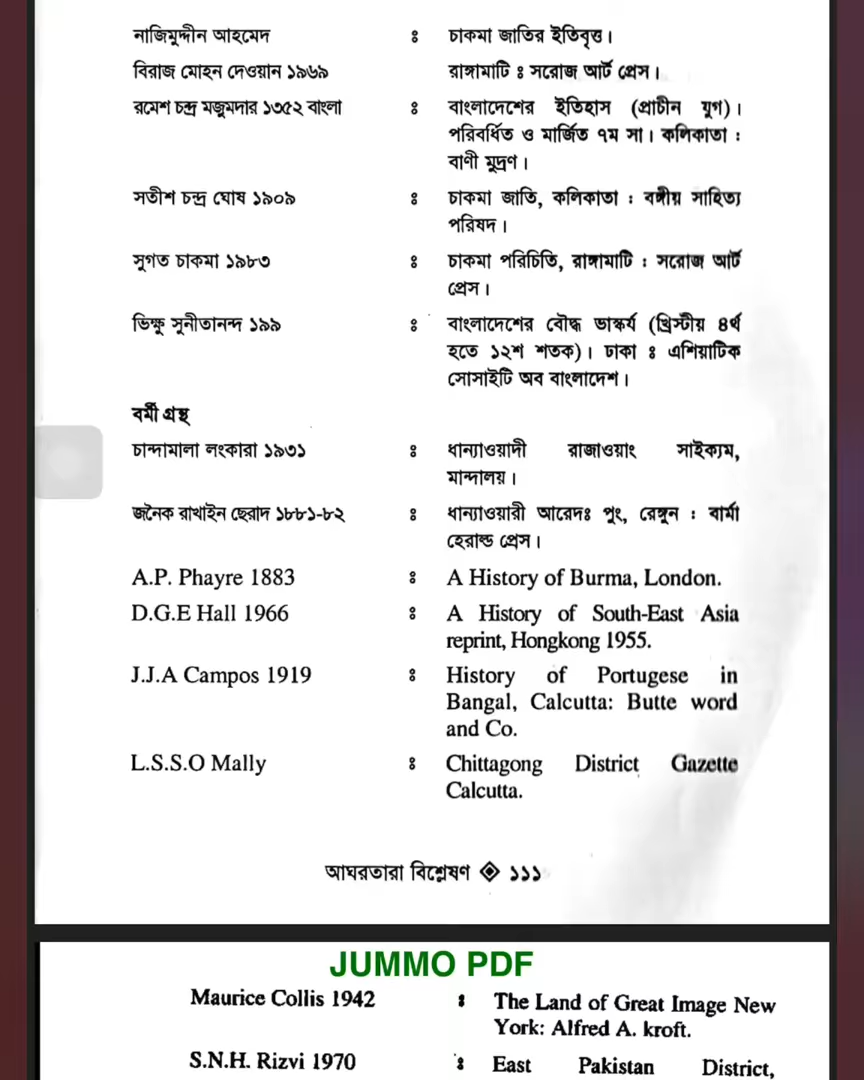 নাজিমুদ্দীন আহমেদ ঃ চাকমা জাতির ইতিবৃত্ত।
বিরাজ মোহন দেওয়ান ১৯৬৯ রাঙ্গামাটি ঃ সরোজ আর্ট প্রেস।
রমেশ চন্দ্র মজুমদার ১৩৫২ বাংলা ঃ বাংলাদেশের ইতিহাস (প্রাচীন যুগ)।
পরিবর্ধিত ও মার্জিত ৭ম সা। কলিকাতা :
বাণী মুদ্রণ।
সতীশ চন্দ্র ঘোষ ১৯০৯ ঃ চাকমা জাতি, কলিকাতা : বঙ্গীয় সাহিত্য
পরিষদ।
সুগত চাকমা ১৯৮৩ ঃ চাকমা পরিচিতি, রাঙ্গামাটি : সরোজ আর্ট
প্রেস।
ভিক্ষু সুনীতানন্দ ১৯৯ ঃ বাংলাদেশের বৌদ্ধ ভাস্কর্য (খ্রিস্টীয় ৪র্থ
হতে ১২শ শতক)। ঢাকা ঃ এশিয়াটিক
সোসাইটি অব বাংলাদেশ।
বর্মী গ্রন্থ
চান্দামালা লংকারা ১৯৩১ ঃ ধান্যাওয়াদী রাজাওয়াং সাইক্যম,
মান্দালয়।
জনৈক রাখাইন ছেরাদ ১৮৮১-৮২ ঃ ধান্যাওয়ারী আরেদঃ পুং, রেঙ্গুন : বার্মা
হেরাল্ড প্রেস।
A.P. Phayre 1883 ঃ A History of Burma, London.
D.G.E Hall 1966 ঃ A History of South-East Asia
reprint, Hongkong 1955.
J.J.A Campos 1919 ঃ History of Portugese in
Bangal, Calcutta: Butte word
and Co.
L.S.S.O Mally ঃ Chittagong District Gazette
Calcutta.
আঘরতারা বিশ্লেষণ ◈ ১১১
JUMMO PDF
Maurice Collis 1942 ঃ The Land of Great Image New
York: Alfred A. kroft.
S.N.H. Rizvi 1970 ঃ East Pakistan District,